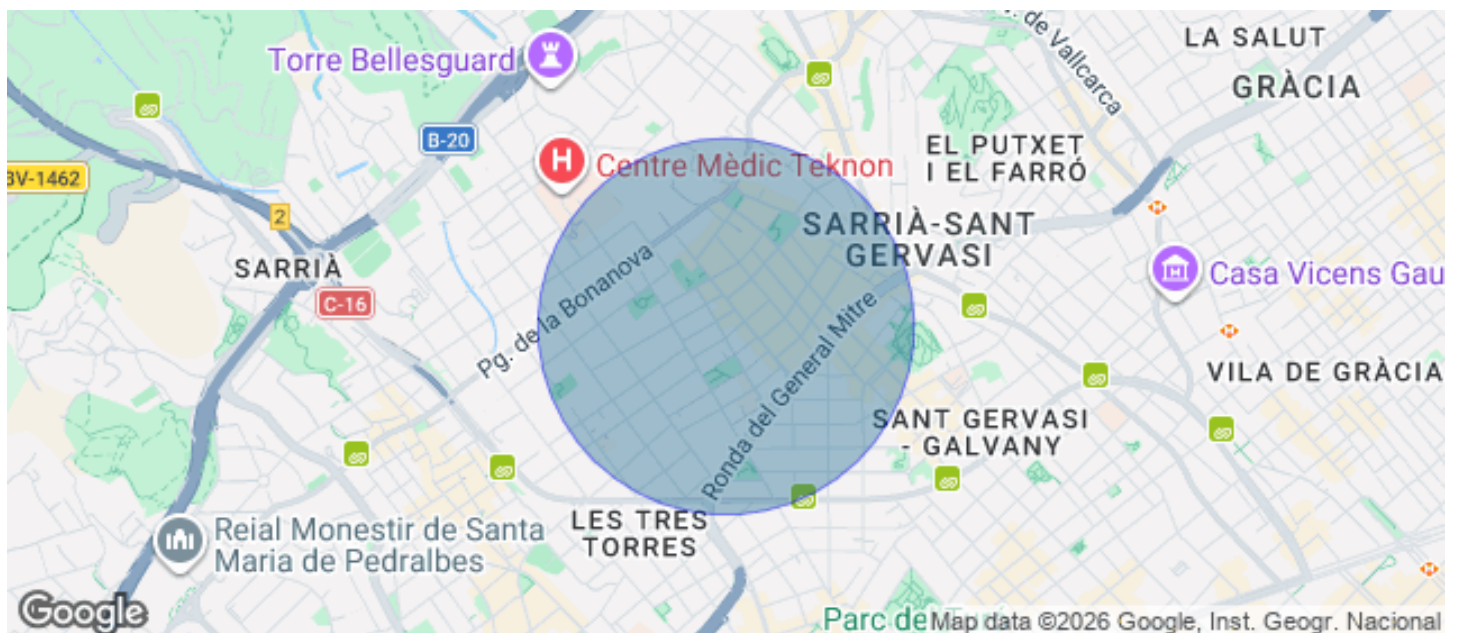 . de Vallcarca
LA SALUT
GRÀCIA
Torre Bellesguard
B-20
EL PUTXET
I EL FARRÓ
H
Centre Mèdic Teknon
BV-1462
2
SARRIÀ-SANT
GERVASI
SARRIÀ
C-16
Pg. de la Bonanova
Casa Vicens Gau
Ronda del General Mitre
VILA DE GRÀCIA
SANT GERVASI
- GALVANY
LES TRES
TORRES
Reial Monestir de Santa
Maria de Pedralbes
Google
Parc de
Map data ©2026 Google, Inst. Geogr. Nacional